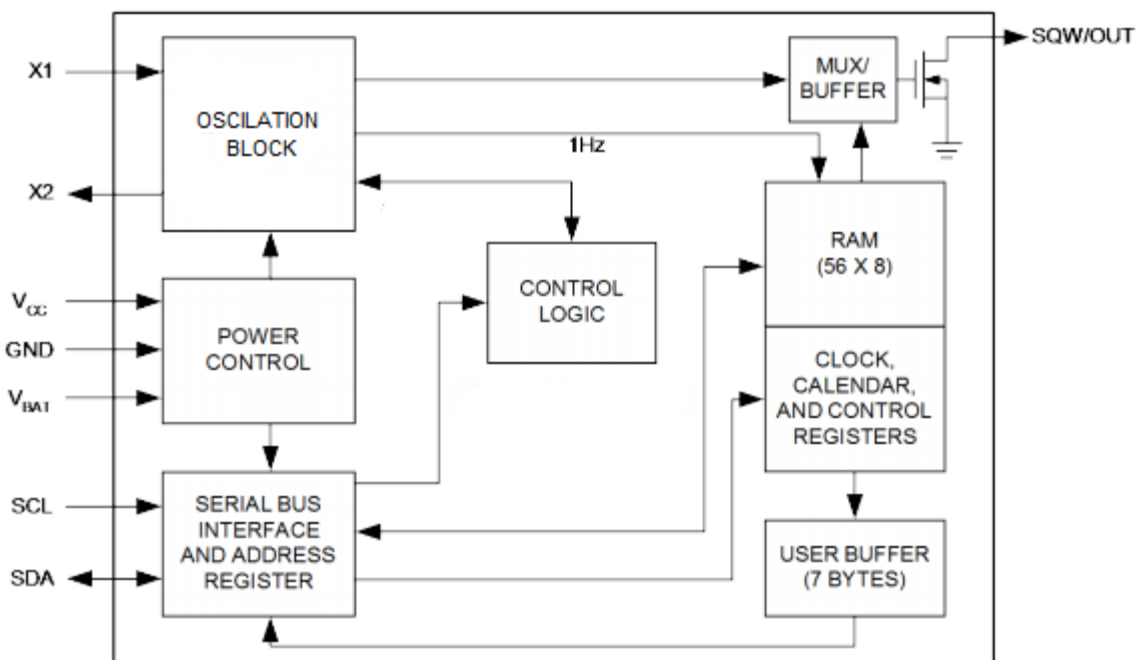 SQW/OUT
X1
MUX/
BUFFER
OSCILATION
BLOCK
1Hz
X2
RAM
(56 X 8)
CONTROL
LOGIC
VCC
POWER
CONTROL
GND
VBAT
CLOCK,
CALENDAR,
AND CONTROL
REGISTERS
SCL
SERIAL BUS
INTERFACE
AND ADDRESS
REGISTER
SDA
USER BUFFER
(7 BYTES)